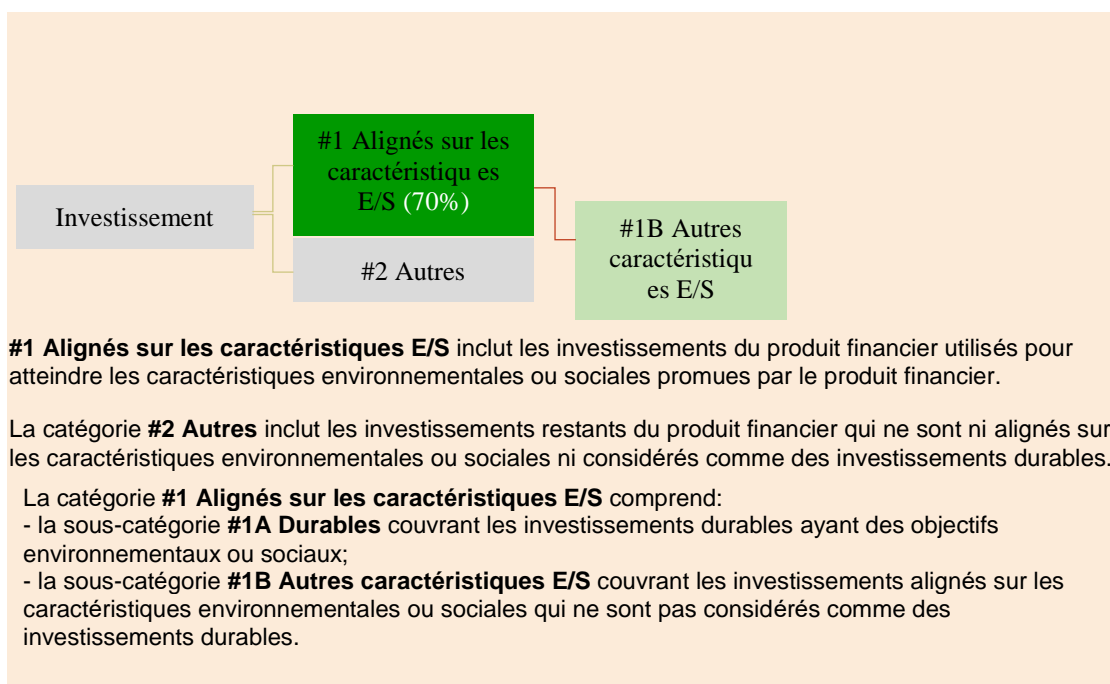 #1 Alignés sur les
caractéristiqu es
E/S (70%)
Investissement
#2 Autres
#1B Autres
caractéristiqu
es E/S
#1 Alignés sur les caractéristiques E/S inclut les investissements du produit financier utilisés pour
atteindre les caractéristiques environnementales ou sociales promues par le produit financier.
La catégorie #2 Autres inclut les investissements restants du produit financier qui ne sont ni alignés sur
les caractéristiques environnementales ou sociales ni considérés comme des investissements durables.
La catégorie #1 Alignés sur les caractéristiques E/S comprend:
- la sous-catégorie #1A Durables couvrant les investissements durables ayant des objectifs
environnementaux ou sociaux;
- la sous-catégorie #1B Autres caractéristiques E/S couvrant les investissements alignés sur les
caractéristiques environnementales ou sociales qui ne sont pas considérés comme des
investissements durables.